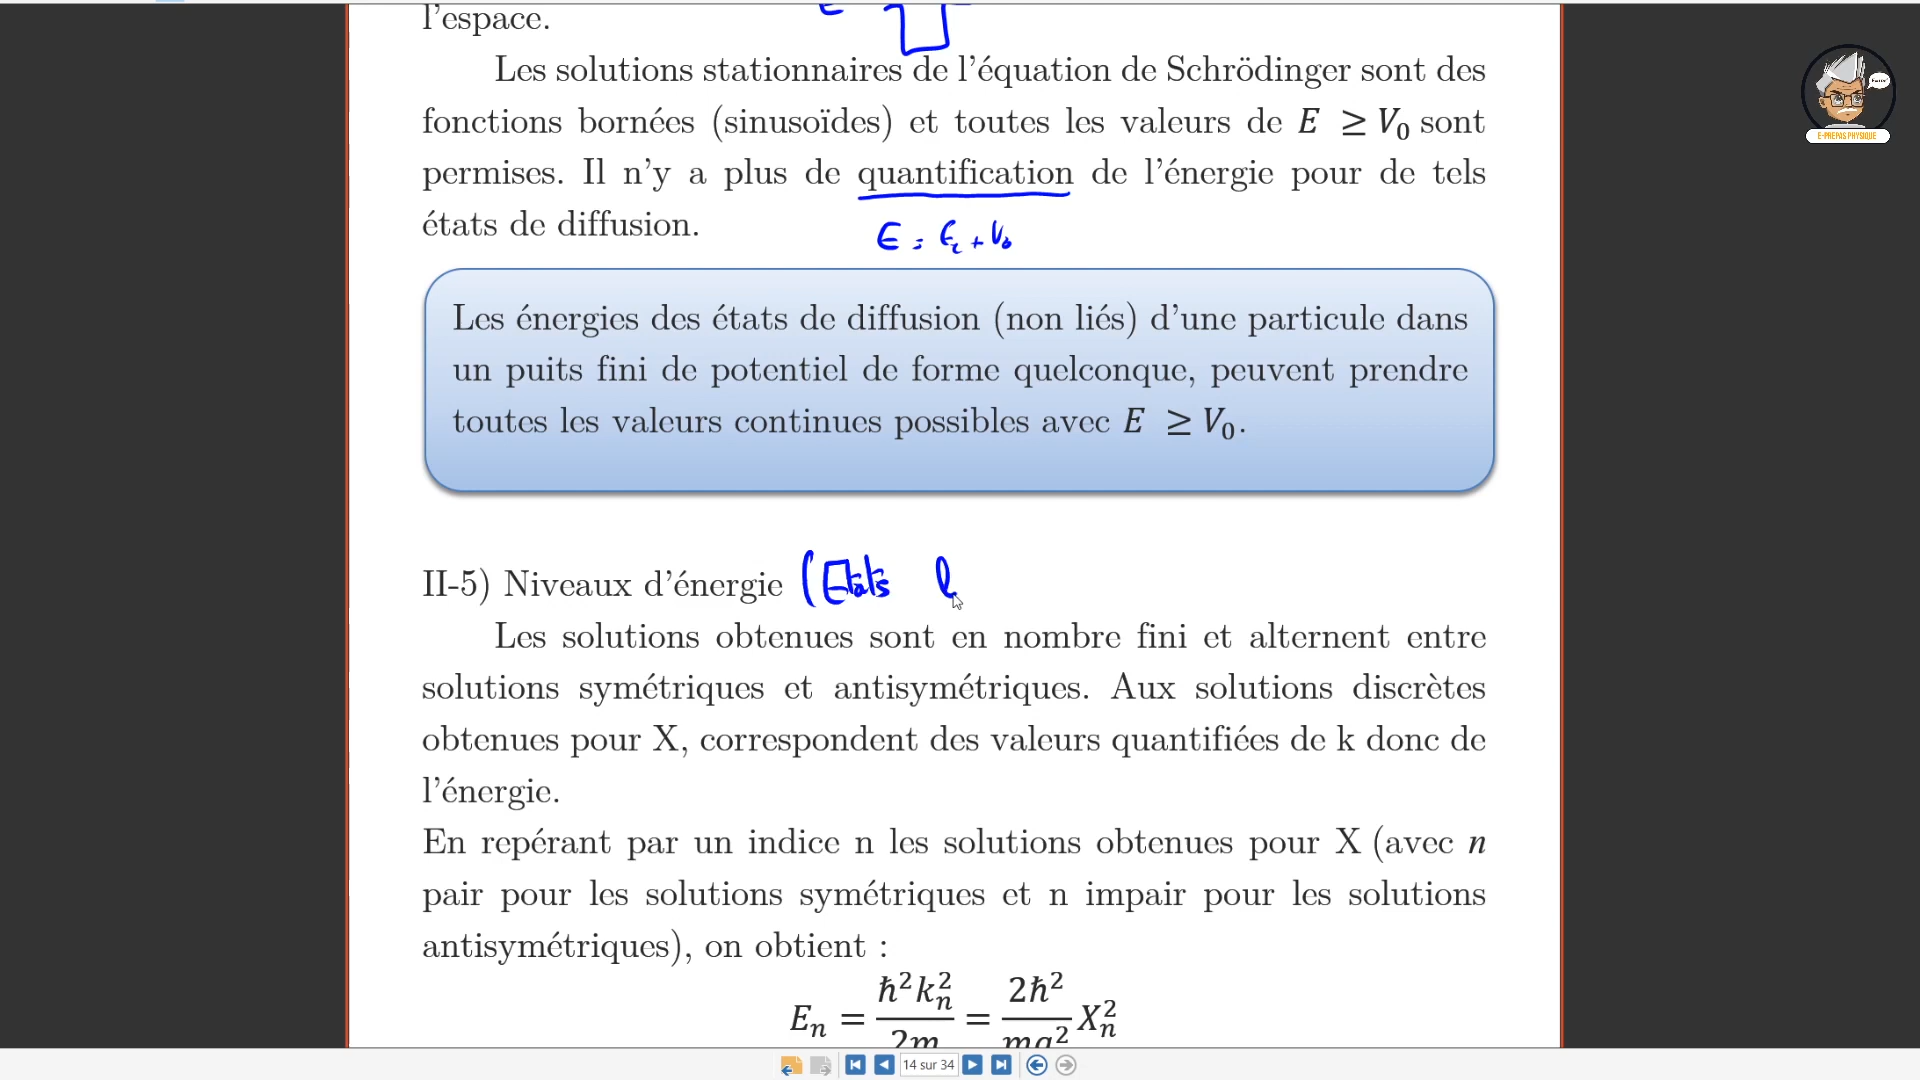 l'espace.
Les solutions stationnaires de l'équation de Schrödinger sont des
fonctions bornées (sinusoïdes) et toutes les valeurs de E ≥ V₀ sont
permises. Il n'y a plus de quantification de l'énergie pour de tels
états de diffusion.
E = Ec + V₀
Les énergies des états de diffusion (non liés) d'une particule dans
un puits fini de potentiel de forme quelconque, peuvent prendre
toutes les valeurs continues possibles avec E ≥ V₀.
II-5) Niveaux d'énergie (Etats l
Les solutions obtenues sont en nombre fini et alternent entre
solutions symétriques et antisymétriques. Aux solutions discrètes
obtenues pour X, correspondent des valeurs quantifiées de k donc de
l'énergie.
En repérant par un indice n les solutions obtenues pour X (avec n
pair pour les solutions symétriques et n impair pour les solutions
antisymétriques), on obtient :
Eₙ = ħ²kₙ²/2m = 2ħ²/ma² Xₙ²
14 sur 34
E-PREPAS PHYSIQUE